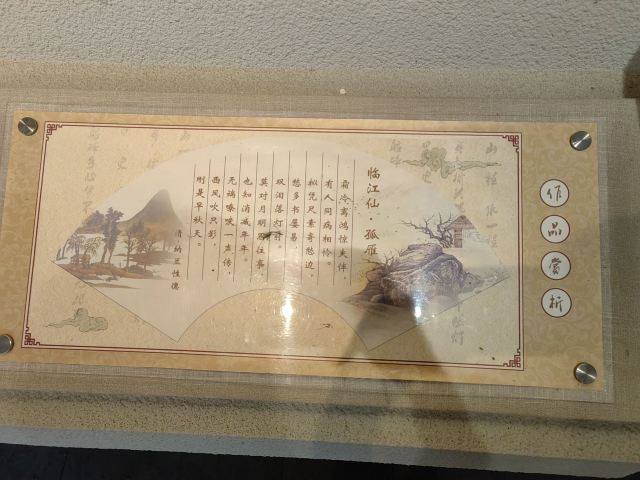 作品赏析
临江仙·孤雁
霜冷离鸿惊失伴，
有人同病相怜。
拟凭尺素寄愁边，
愁多书屡易，
双泪落灯前。
莫对月明思往事，
也知消减年年。
无端嘹唳一声传，
西风吹只影，
刚是早秋天。
清 纳兰性德